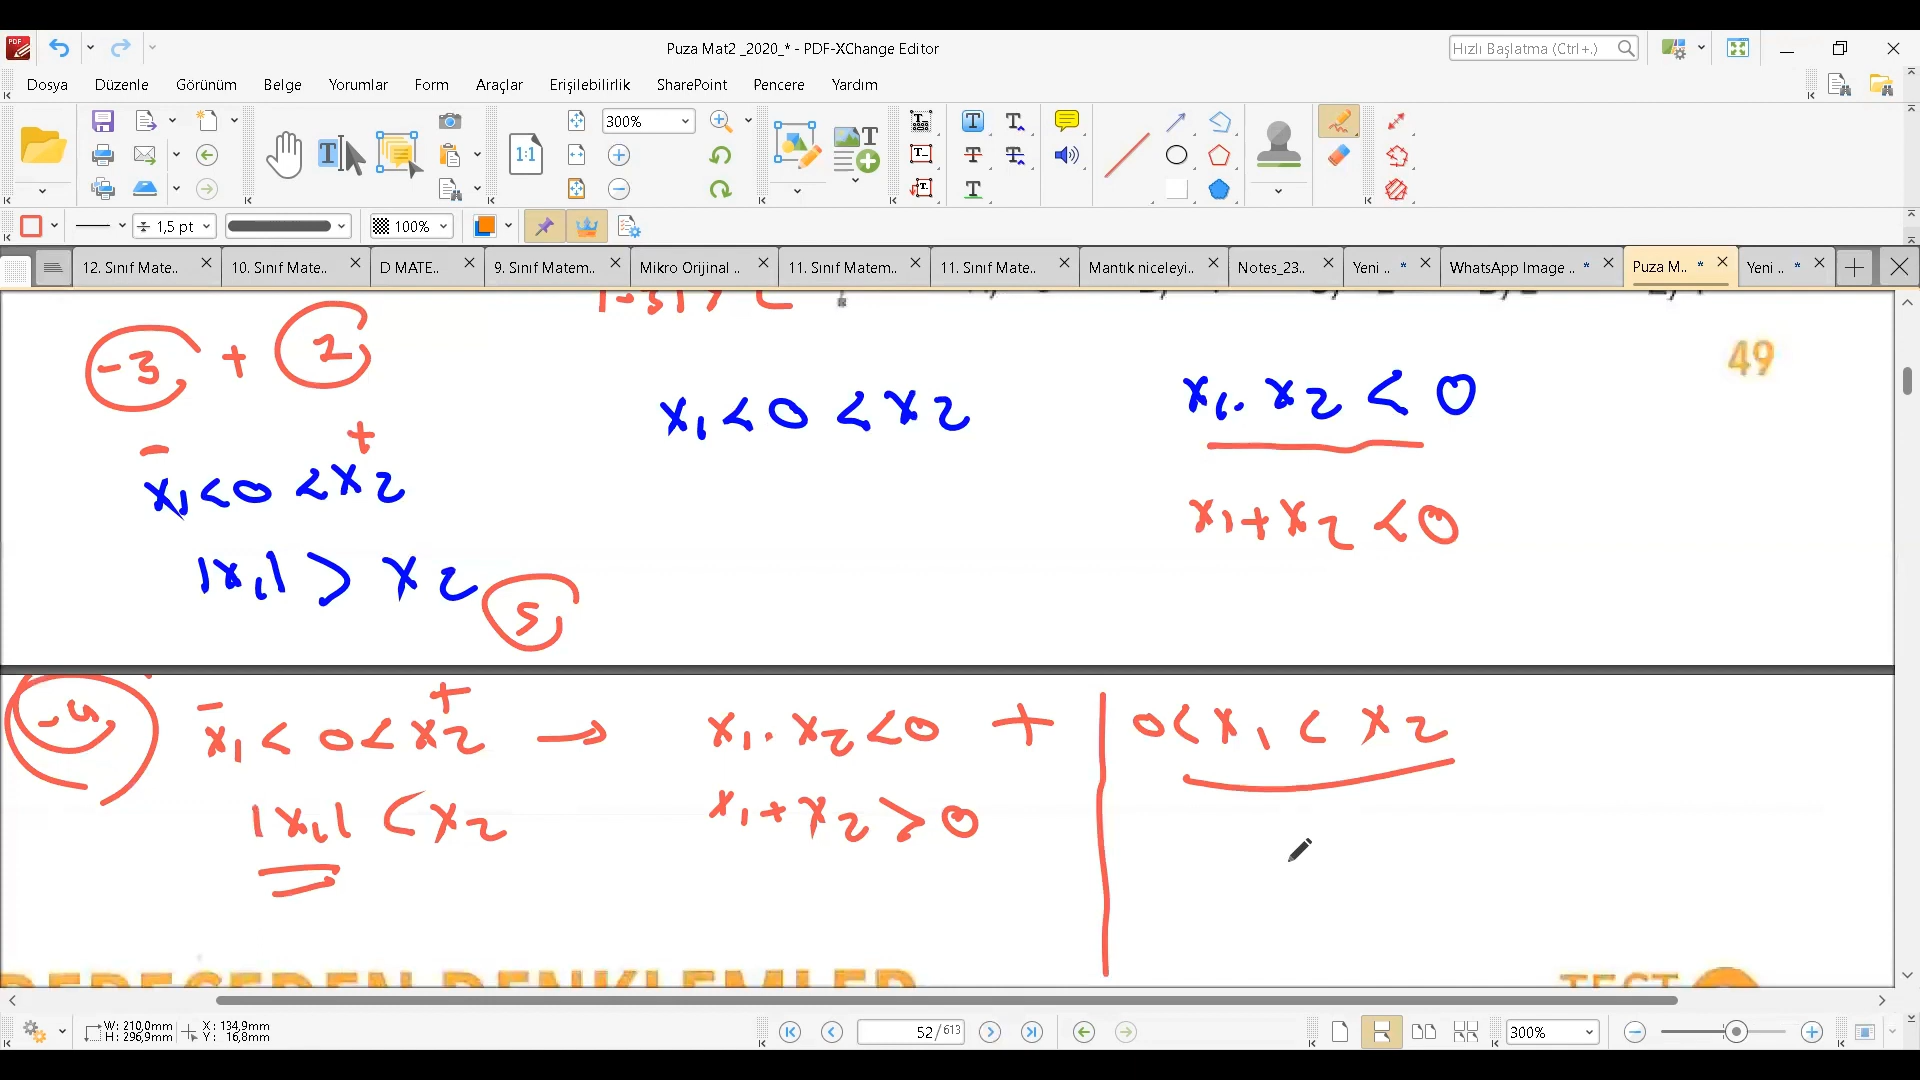 Puza Mat2 _2020_* - PDF-XChange Editor
Hızlı Başlatma (Ctrl+.)
Dosya Düzenle Görünüm Belge Yorumlar Form Araçlar Erişilebilirlik SharePoint Pencere Yardım
300%
1:1
1,5 pt
100%
12. Sınıf Mate.. 10. Sınıf Mate.. D MATE.. 9. Sınıf Matem.. Mikro Orijinal .. 11. Sınıf Matem.. 11. Sınıf Mate.. Mantık niceleyi.. Notes_23.. Yeni .. * WhatsApp Image .. * Puza M.. * Yeni .. *
-3 + 2
49
x₁ < 0 < x₂
x₁ . x₂ < 0
- +
x₁ < 0 < x₂
x₁ + x₂ < 0
|x₁| > x₂
5
-4
- +
x₁ < 0 < x₂ → x₁ . x₂ < 0 +
0 < x₁ < x₂
|x₁| < x₂
x₁ + x₂ > 0
DERECEDEN DENKLEMLER
TEST
W: 210,0mm
H: 296,9mm
X: 134,9mm
Y: 16,8mm
52 / 613
300%